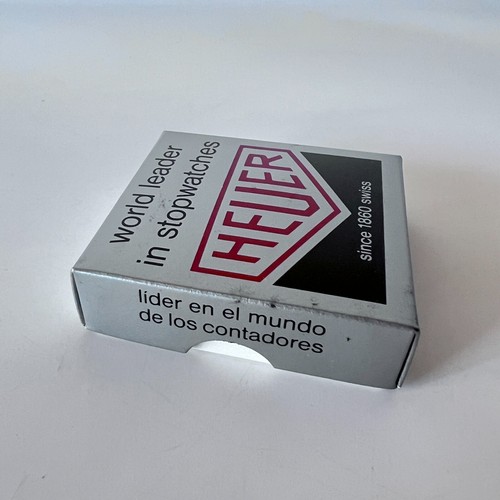 world leader
in stopwatches
HEUER
since 1860 swiss
lider en el mundo
de los contadores